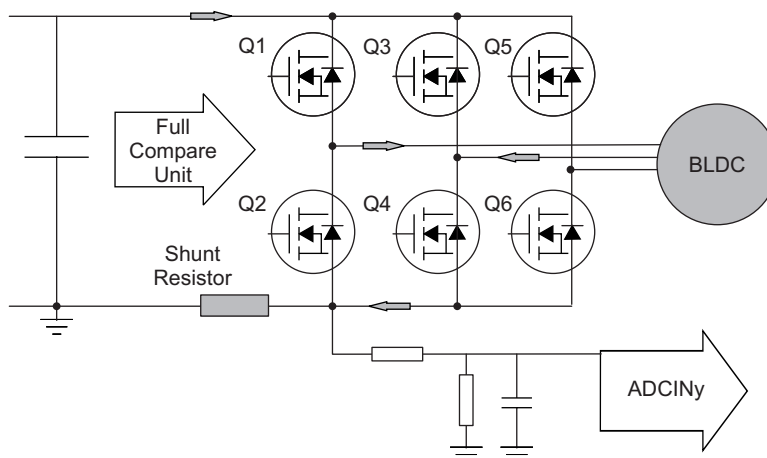 Q1
Q3
Q5
Full
Compare
Unit
BLDC
Q2
Q4
Q6
Shunt
Resistor
ADCINy